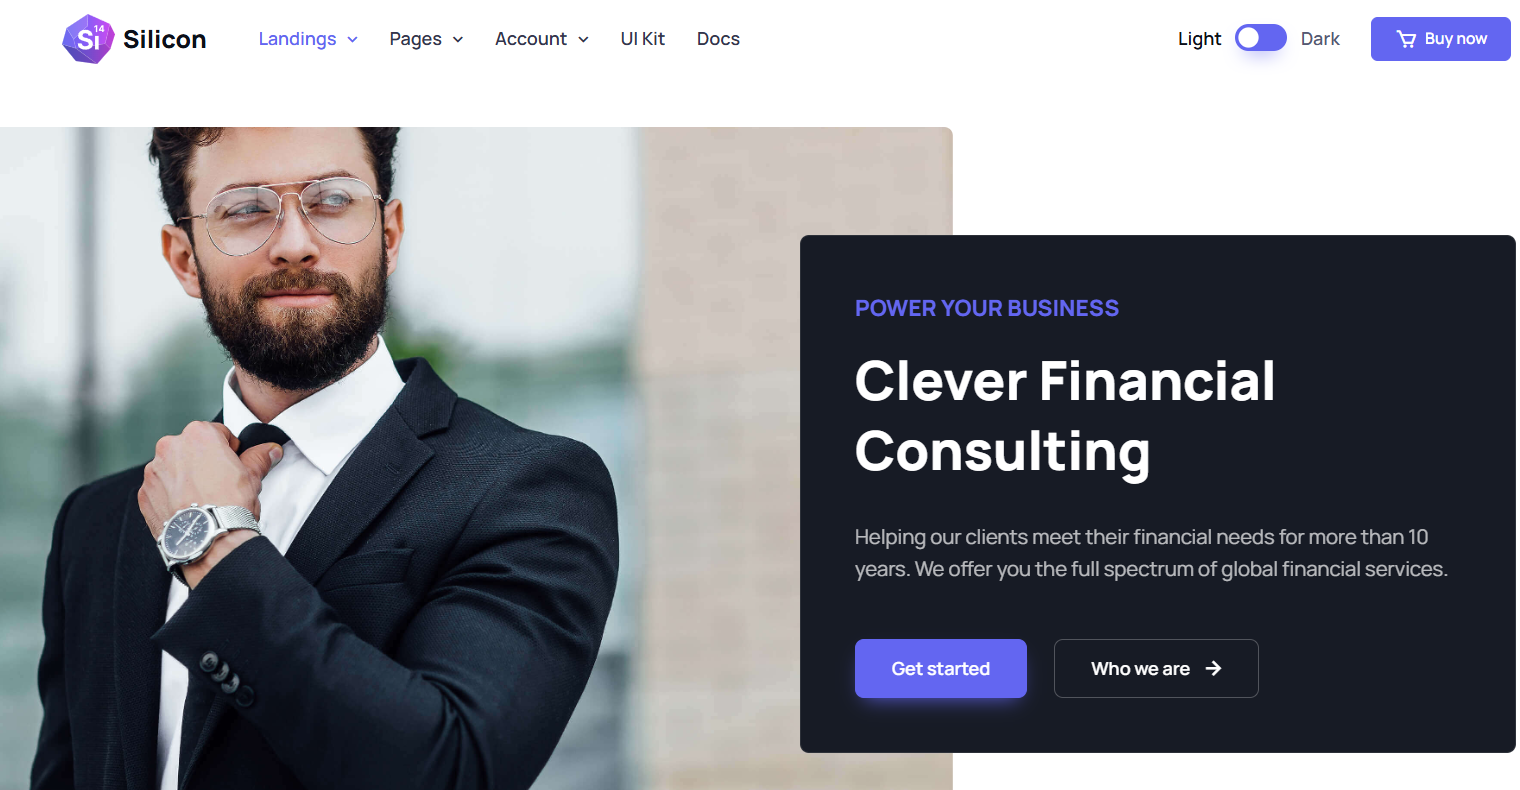 Si 14 Silicon Landings Pages Account UI Kit Docs Light Dark Buy now
POWER YOUR BUSINESS
Clever Financial
Consulting
Helping our clients meet their financial needs for more than 10
years. We offer you the full spectrum of global financial services.
Get started Who we are